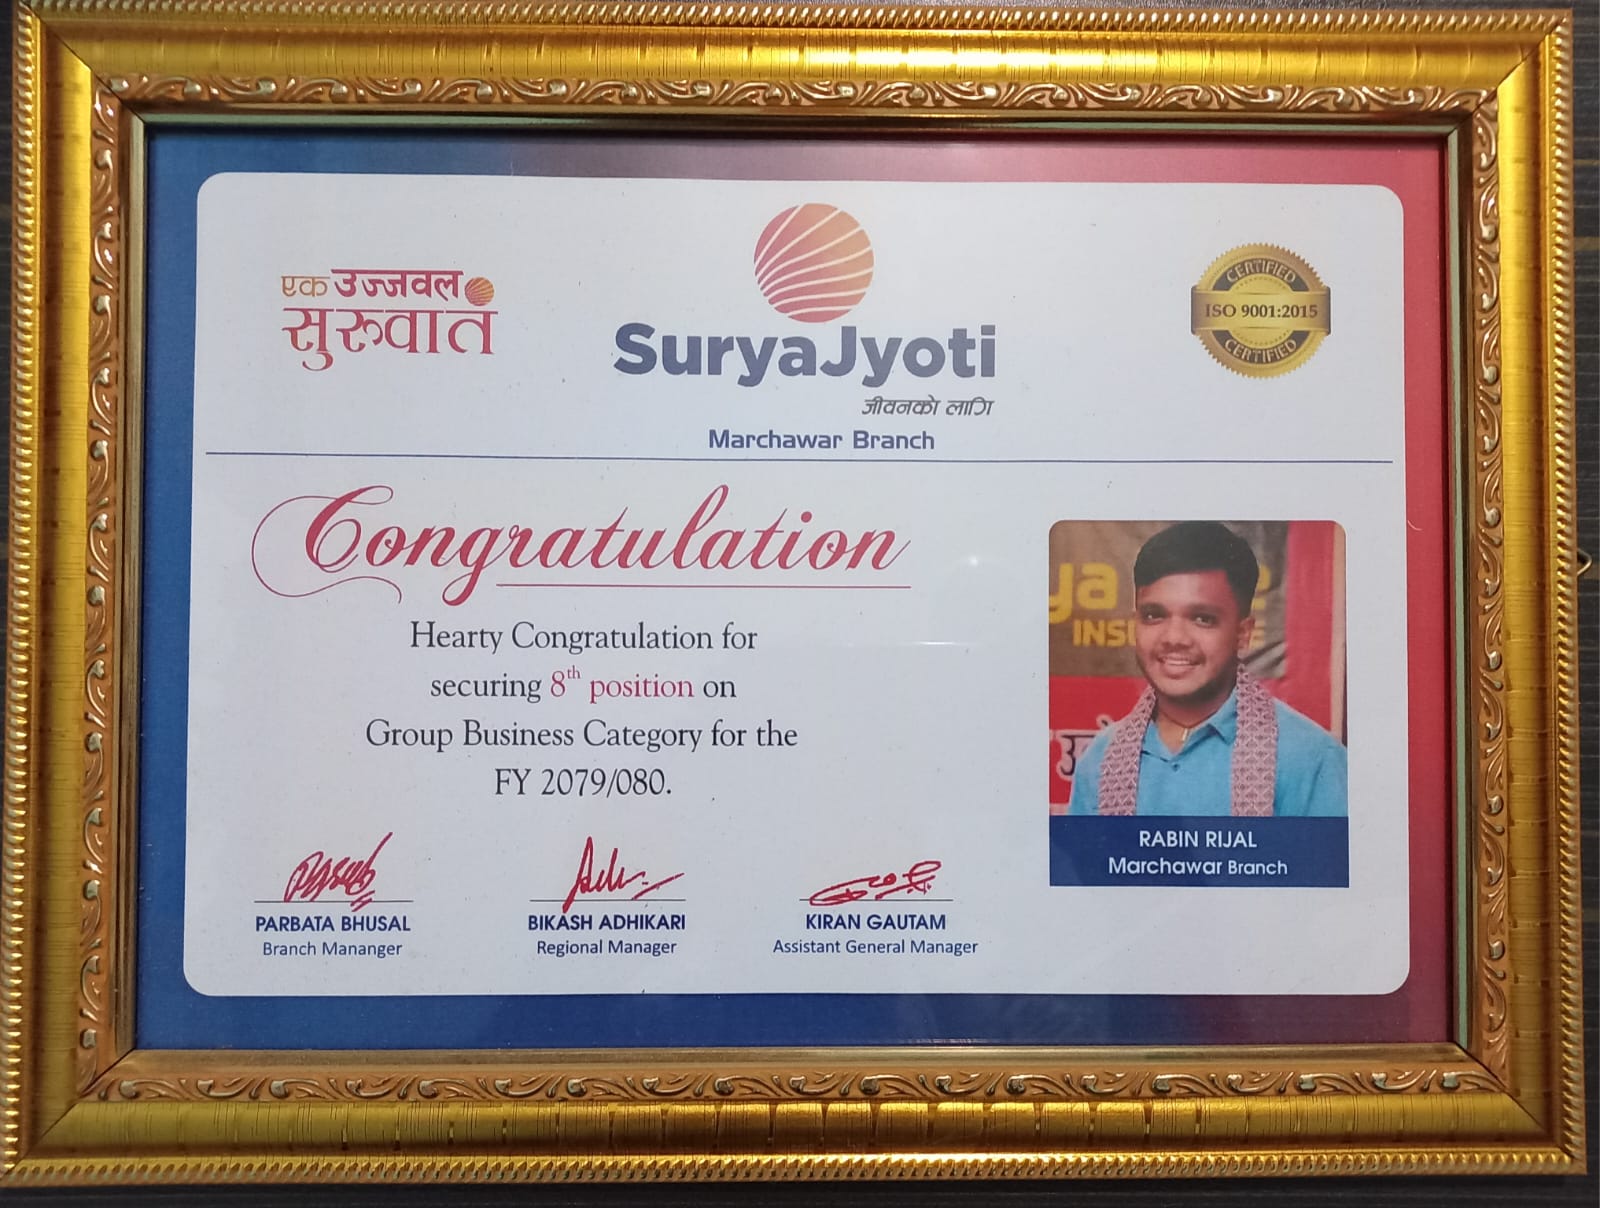 एक उज्जवल
सुरुवात
SuryaJyoti
जीवनको लागि
Marchawar Branch
CERTIFIED
ISO 9001:2015
CERTIFIED
Congratulation
Hearty Congratulation for
securing 8th position on
Group Business Category for the
FY 2079/080.
PARBATA BHUSAL
Branch Mananger
BIKASH ADHIKARI
Regional Manager
KIRAN GAUTAM
Assistant General Manager
ya
INS
RABIN RIJAL
Marchawar Branch